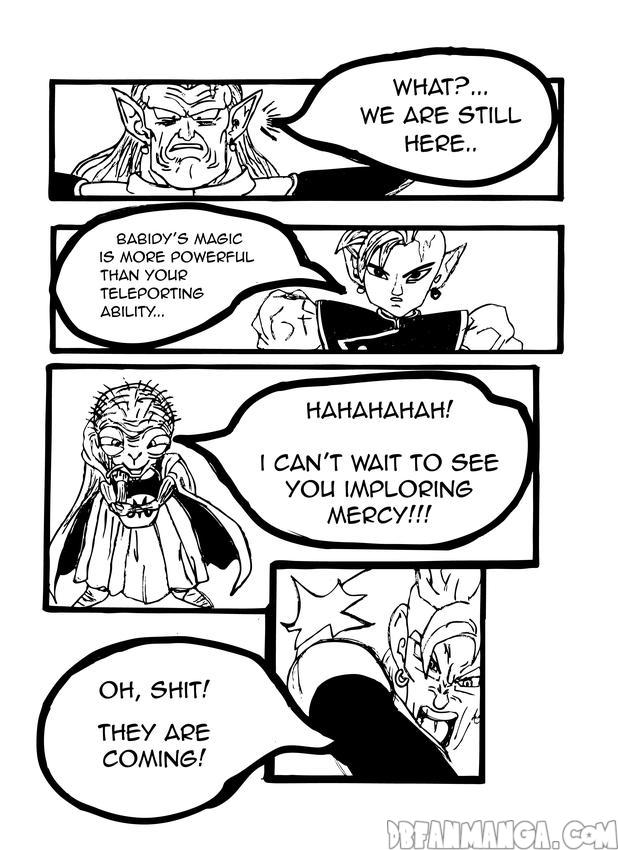 WHAT?...
WE ARE STILL
HERE..
BABIDY'S MAGIC
IS MORE POWERFUL
THAN YOUR
TELEPORTING
ABILITY...
HAHAHAHAH!
I CAN'T WAIT TO SEE
YOU IMPLORING
MERCY!!!
OH, SHIT!
THEY ARE
COMING!
DBFANMANGA.COM